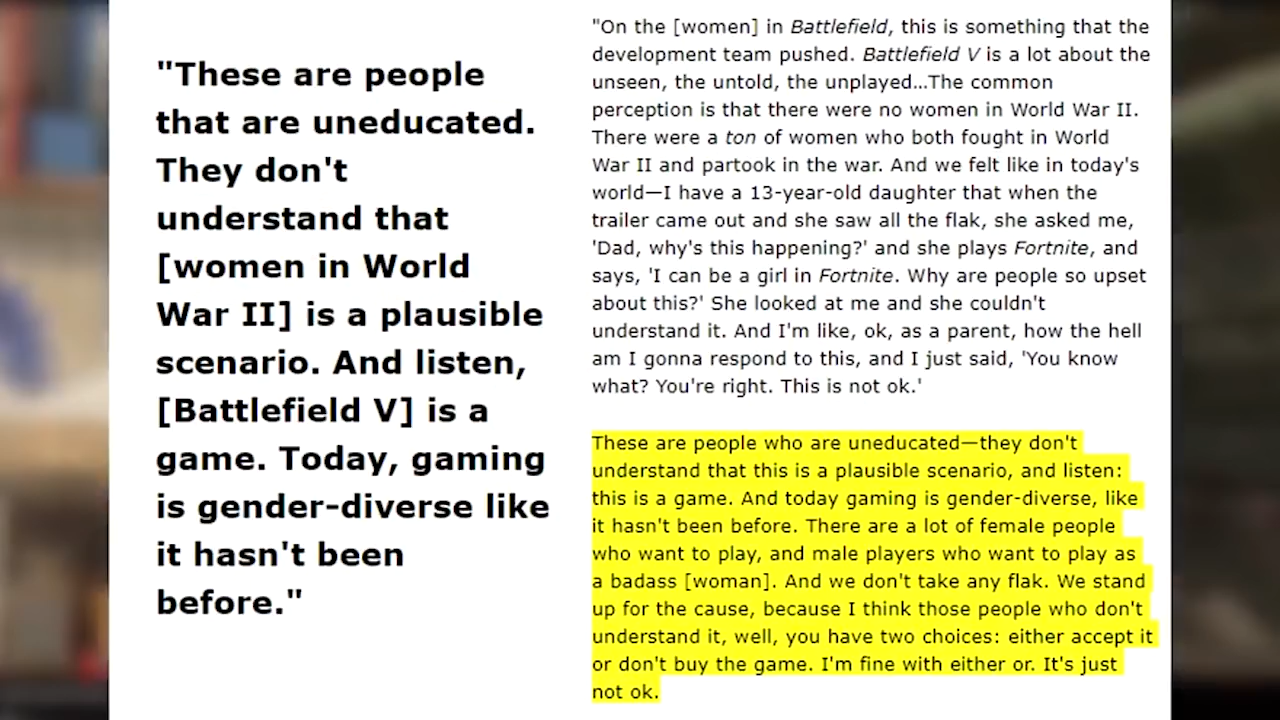 "These are people
that are uneducated.
They don't
understand that
[women in World
War II] is a plausible
scenario. And listen,
[Battlefield V] is a
game. Today, gaming
is gender-diverse like
it hasn't been
before."
"On the [women] in Battlefield, this is something that the
development team pushed. Battlefield V is a lot about the
unseen, the untold, the unplayed...The common
perception is that there were no women in World War II.
There were a ton of women who both fought in World
War II and partook in the war. And we felt like in today's
world—I have a 13-year-old daughter that when the
trailer came out and she saw all the flak, she asked me,
'Dad, why's this happening?' and she plays Fortnite, and
says, 'I can be a girl in Fortnite. Why are people so upset
about this?' She looked at me and she couldn't
understand it. And I'm like, ok, as a parent, how the hell
am I gonna respond to this, and I just said, 'You know
what? You're right. This is not ok.'
These are people who are uneducated—they don't
understand that this is a plausible scenario, and listen:
this is a game. And today gaming is gender-diverse, like
it hasn't been before. There are a lot of female people
who want to play, and male players who want to play as
a badass [woman]. And we don't take any flak. We stand
up for the cause, because I think those people who don't
understand it, well, you have two choices: either accept it
or don't buy the game. I'm fine with either or. It's just
not ok.